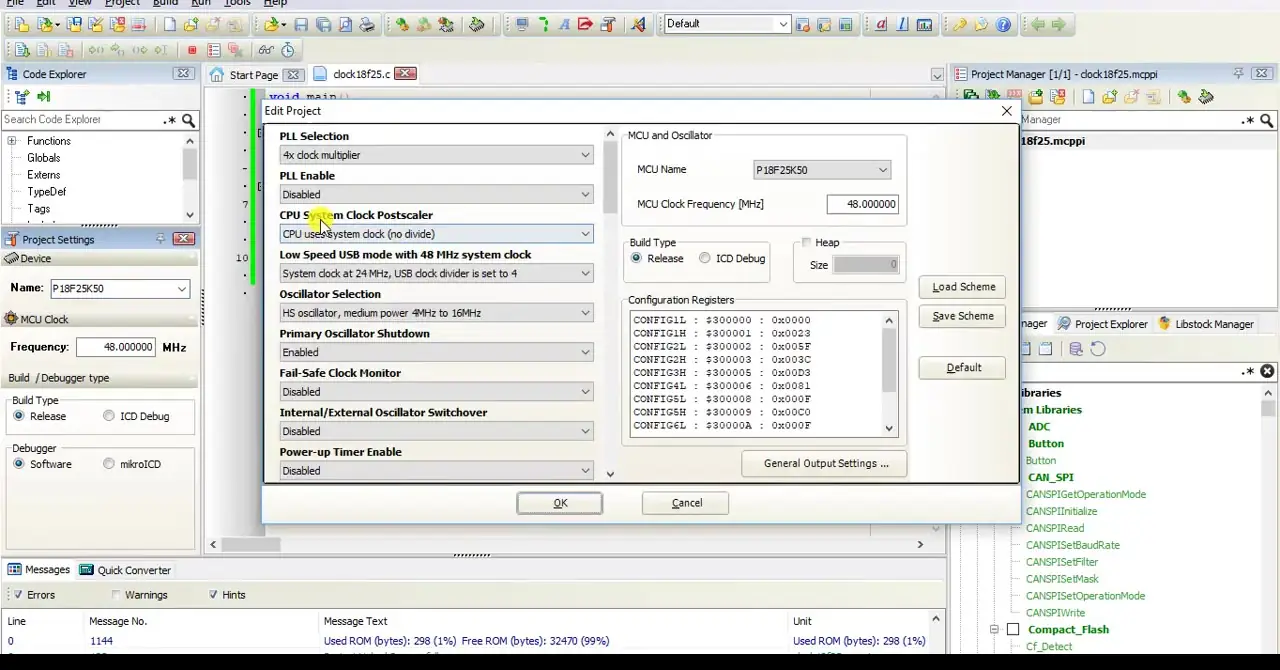 File Edit View Project Build Run Tools Help
Default
Code Explorer
Start Page
clock18f25.c
Project Manager [1/1] - clock18f25.mcppi
void main()
Search Code Explorer
Functions
Globals
Externs
TypeDef
Tags
Project Settings
Device
Name: P18F25K50
MCU Clock
Frequency: 48.000000 MHz
Build / Debugger type
Build Type
Release
ICD Debug
Debugger
Software
mikroICD
7
10
Edit Project
PLL Selection
4x clock multiplier
PLL Enable
Disabled
CPU System Clock Postscaler
CPU uses system clock (no divide)
Low Speed USB mode with 48 MHz system clock
System clock at 24 MHz, USB clock divider is set to 4
Oscillator Selection
HS oscillator, medium power 4MHz to 16MHz
Primary Oscillator Shutdown
Enabled
Fail-Safe Clock Monitor
Disabled
Internal/External Oscillator Switchover
Disabled
Power-up Timer Enable
Disabled
MCU and Oscillator
MCU Name P18F25K50
MCU Clock Frequency [MHz] 48.000000
Build Type
Release
ICD Debug
Heap
Size 0
Configuration Registers
CONFIG1L : $300000 : 0x0000
CONFIG1H : $300001 : 0x0023
CONFIG2L : $300002 : 0x005F
CONFIG2H : $300003 : 0x003C
CONFIG3H : $300005 : 0x00D3
CONFIG4L : $300006 : 0x0081
CONFIG5L : $300008 : 0x000F
CONFIG5H : $300009 : 0x00C0
CONFIG6L : $30000A : 0x000F
General Output Settings ...
Load Scheme
Save Scheme
Default
OK
Cancel
Manager
18f25.mcppi
nager
Project Explorer
Libstock Manager
ibraries
m Libraries
ADC
Button
Button
CAN_SPI
CANSPIGetOperationMode
CANSPIInitialize
CANSPIRead
CANSPISetBaudRate
CANSPISetFilter
CANSPISetMask
CANSPISetOperationMode
CANSPIWrite
Compact_Flash
Cf_Detect
Messages
Quick Converter
Errors
Warnings
Hints
Line Message No. Message Text Unit
0 1144 Used ROM (bytes): 298 (1%) Free ROM (bytes): 32470 (99%) Used ROM (bytes): 298 (1%)